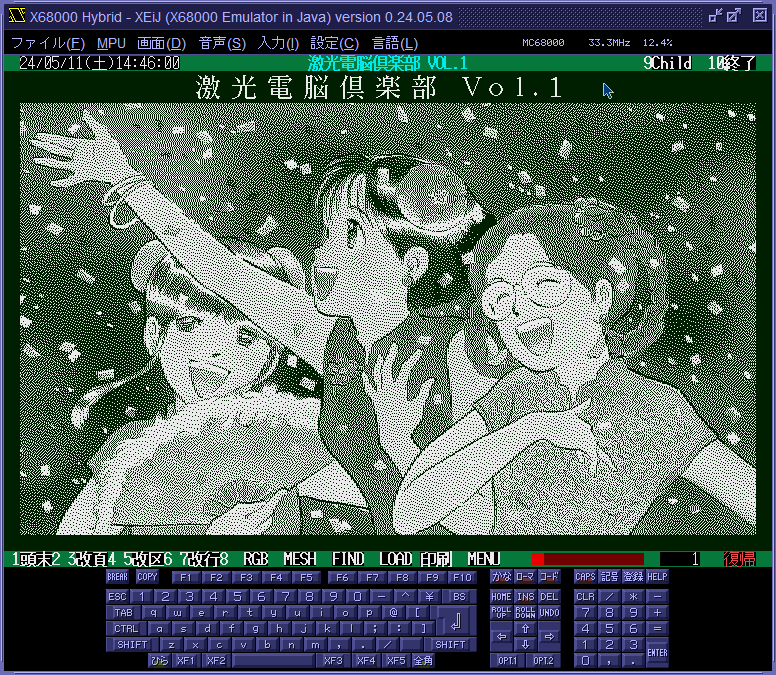 X68000 Hybrid - XEiJ (X68000 Emulator in Java) version 0.24.05.08
ファイル(F) MPU 画面(D) 音声(S) 入力(I) 設定(C) 言語(L) MC68000 33.3MHz 12.4%
24/05/11(土)14:46:00 激光電脳倶楽部 VOL.1 9Child 10終了
激光電脳倶楽部 Vol.1
1頭末2 3改頁4 5改区6 7改行8 RGB MESH FIND LOAD 印刷 MENU 1 復帰
BREAK COPY F1 F2 F3 F4 F5 F6 F7 F8 F9 F10 かな ローマ コード CAPS 記号 登録 HELP
ESC 1 2 3 4 5 6 7 8 9 0 − ^ ¥ BS HOME INS DEL CLR / * −
TAB q w e r t y u i o p @ [ ROLL UP ROLL DOWN UNDO 7 8 9 +
CTRL a s d f g h j k l ; : ] ⇦ ⇧ ⇨ 4 5 6 =
SHIFT z x c v b n m , . / SHIFT ⇩ 1 2 3 ENTER
ひら XF1 XF2 XF3 XF4 XF5 全角 OPT.1 OPT.2 0 , .